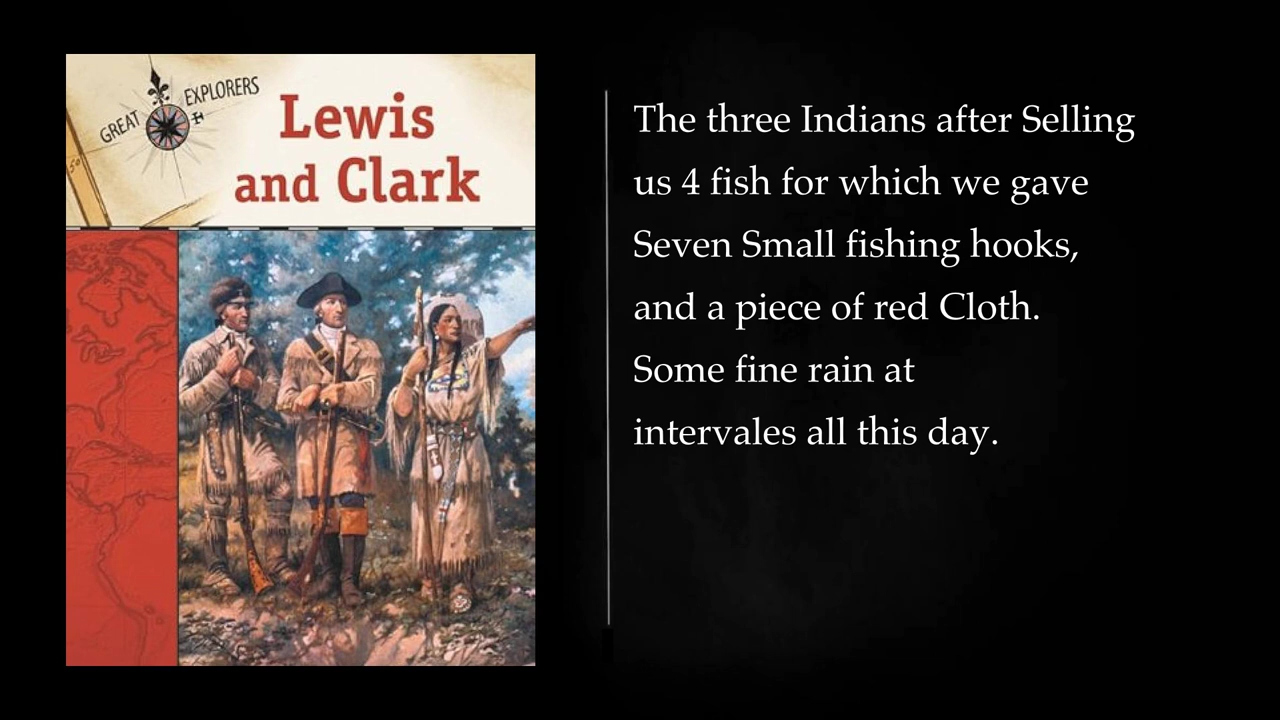 GREAT EXPLORERS
Lewis
and Clark
50
The three Indians after Selling
us 4 fish for which we gave
Seven Small fishing hooks,
and a piece of red Cloth.
Some fine rain at
intervales all this day.